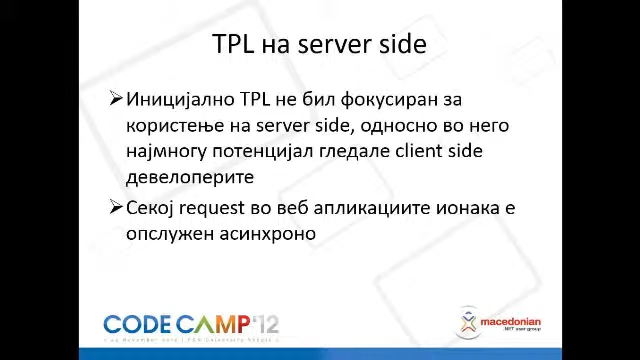 TPL на server side
Иницијално TPL не бил фокусиран за
користење на server side, односно во него
најмногу потенцијал гледале client side
девелоперите
Секој request во веб апликациите ионака е
опслужен асинхроно
CODE CAMP '12
macedonian
.NET user group